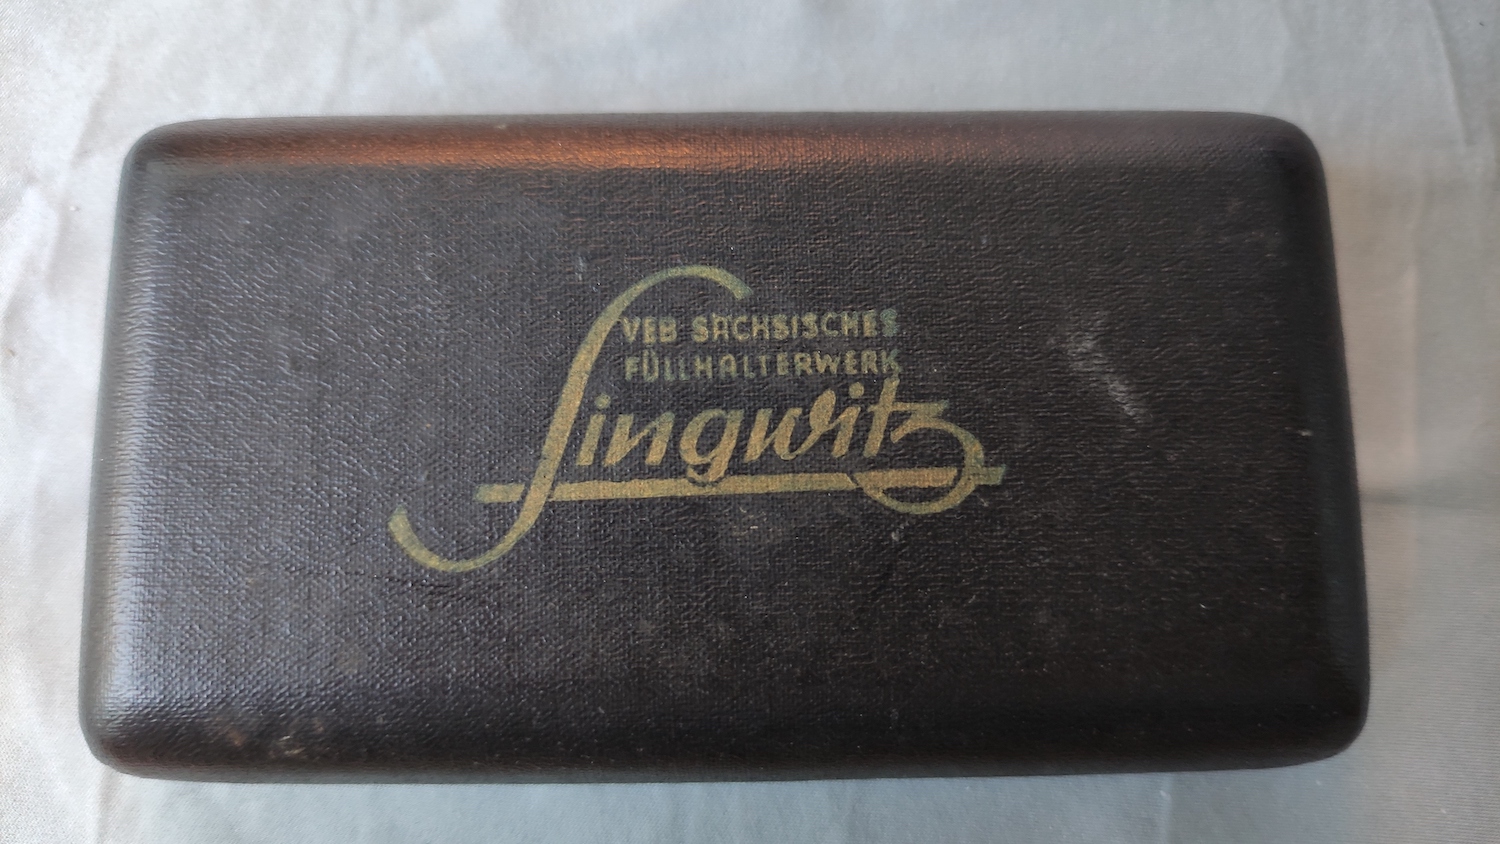 VEB SÄCHSISCHES
FÜLLHALTERWERK
Singwitz